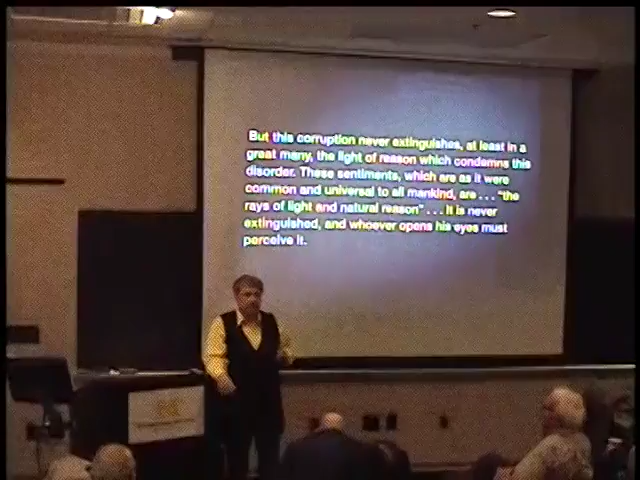 But this corruption never extinguishes, at least in a
great many, the light of reason which condemns this
disorder. These sentiments, which are as it were
common and universal to all mankind, are . . . "the
rays of light and natural reason" . . . It is never
extinguished, and whoever opens his eyes must
perceive it.